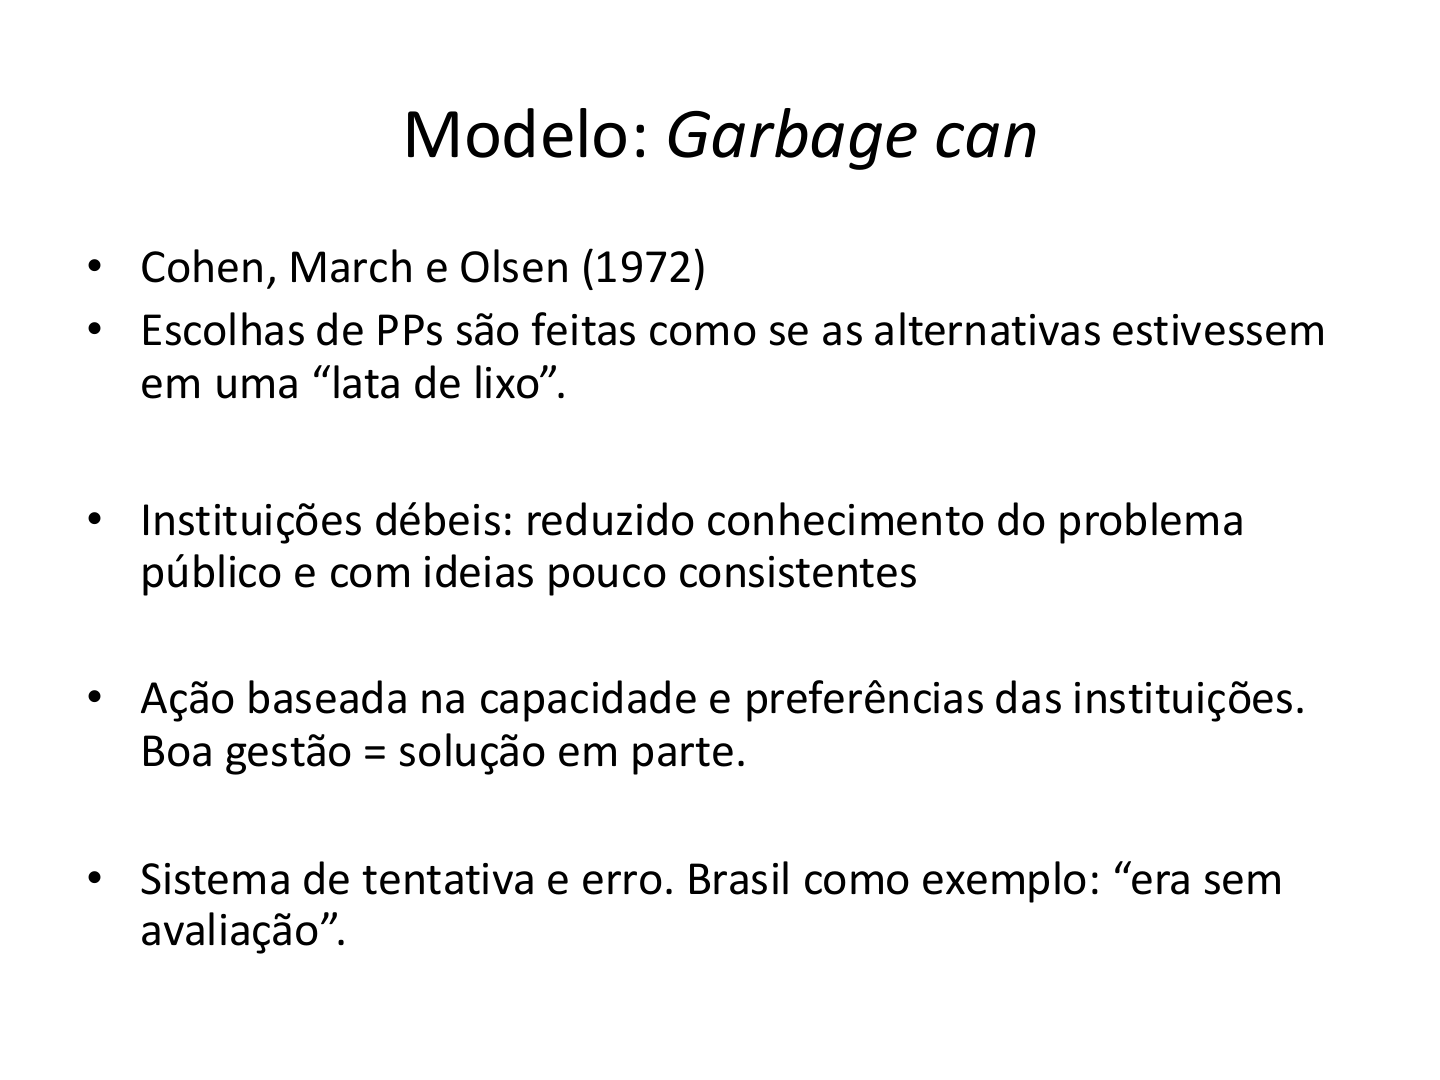 Modelo: Garbage can
• Cohen, March e Olsen (1972)
• Escolhas de PPs são feitas como se as alternativas estivessem
em uma “lata de lixo”.
• Instituições débeis: reduzido conhecimento do problema
público e com ideias pouco consistentes
• Ação baseada na capacidade e preferências das instituições.
Boa gestão = solução em parte.
• Sistema de tentativa e erro. Brasil como exemplo: “era sem
avaliação”.